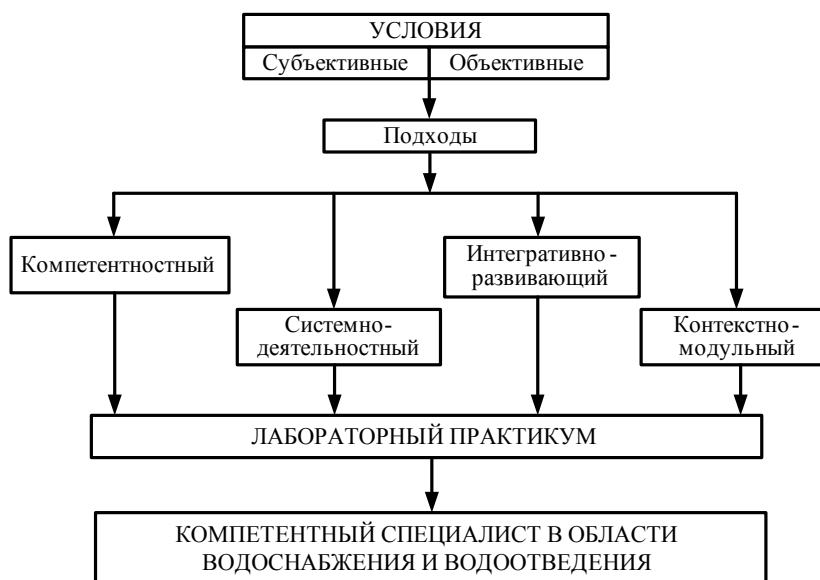 УСЛОВИЯ
Субъективные Объективные
Подходы
Компетентностный
Интегративно-
развивающий
Системно-
деятельностный
Контекстно-
модульный
ЛАБОРАТОРНЫЙ ПРАКТИКУМ
КОМПЕТЕНТНЫЙ СПЕЦИАЛИСТ В ОБЛАСТИ
ВОДОСНАБЖЕНИЯ И ВОДООТВЕДЕНИЯ